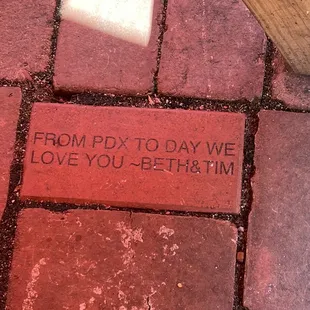 FROM PDX TO DAY WE
LOVE YOU ~BETH&TIM